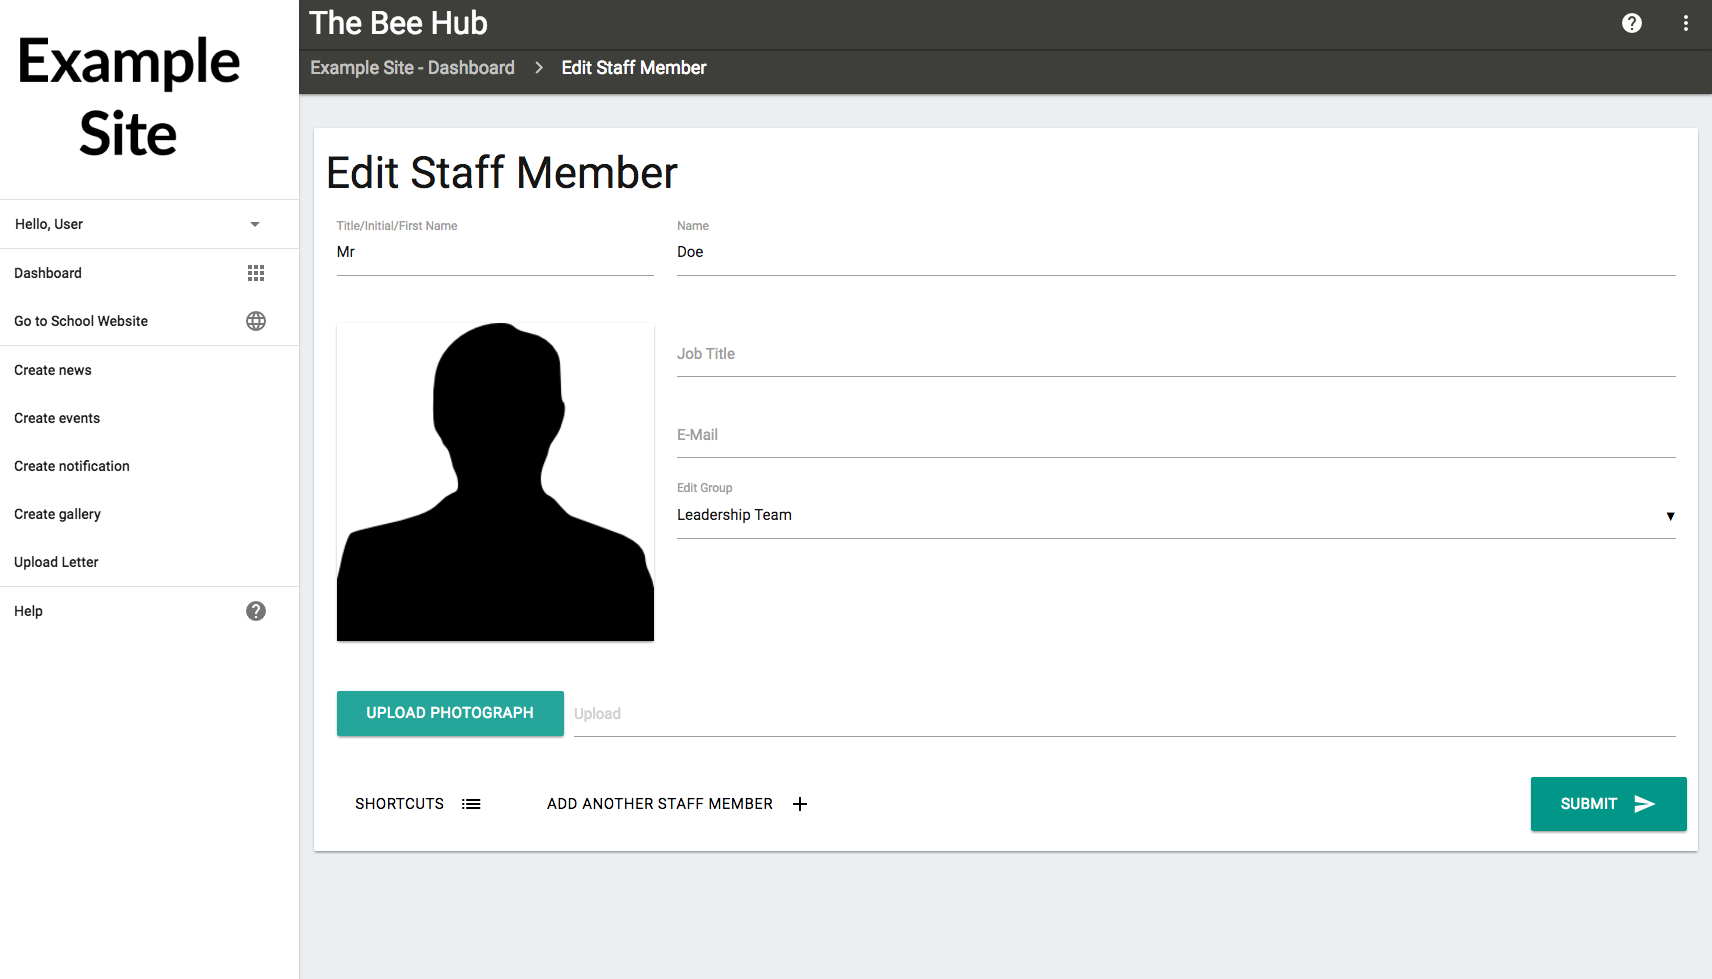 Example
Site
Hello, User
Dashboard
Go to School Website
Create news
Create events
Create notification
Create gallery
Upload Letter
Help
The Bee Hub
Example Site - Dashboard > Edit Staff Member
Edit Staff Member
Title/Initial/First Name
Mr
Name
Doe
Job Title
E-Mail
Edit Group
Leadership Team
UPLOAD PHOTOGRAPH
Upload
SHORTCUTS
ADD ANOTHER STAFF MEMBER
SUBMIT